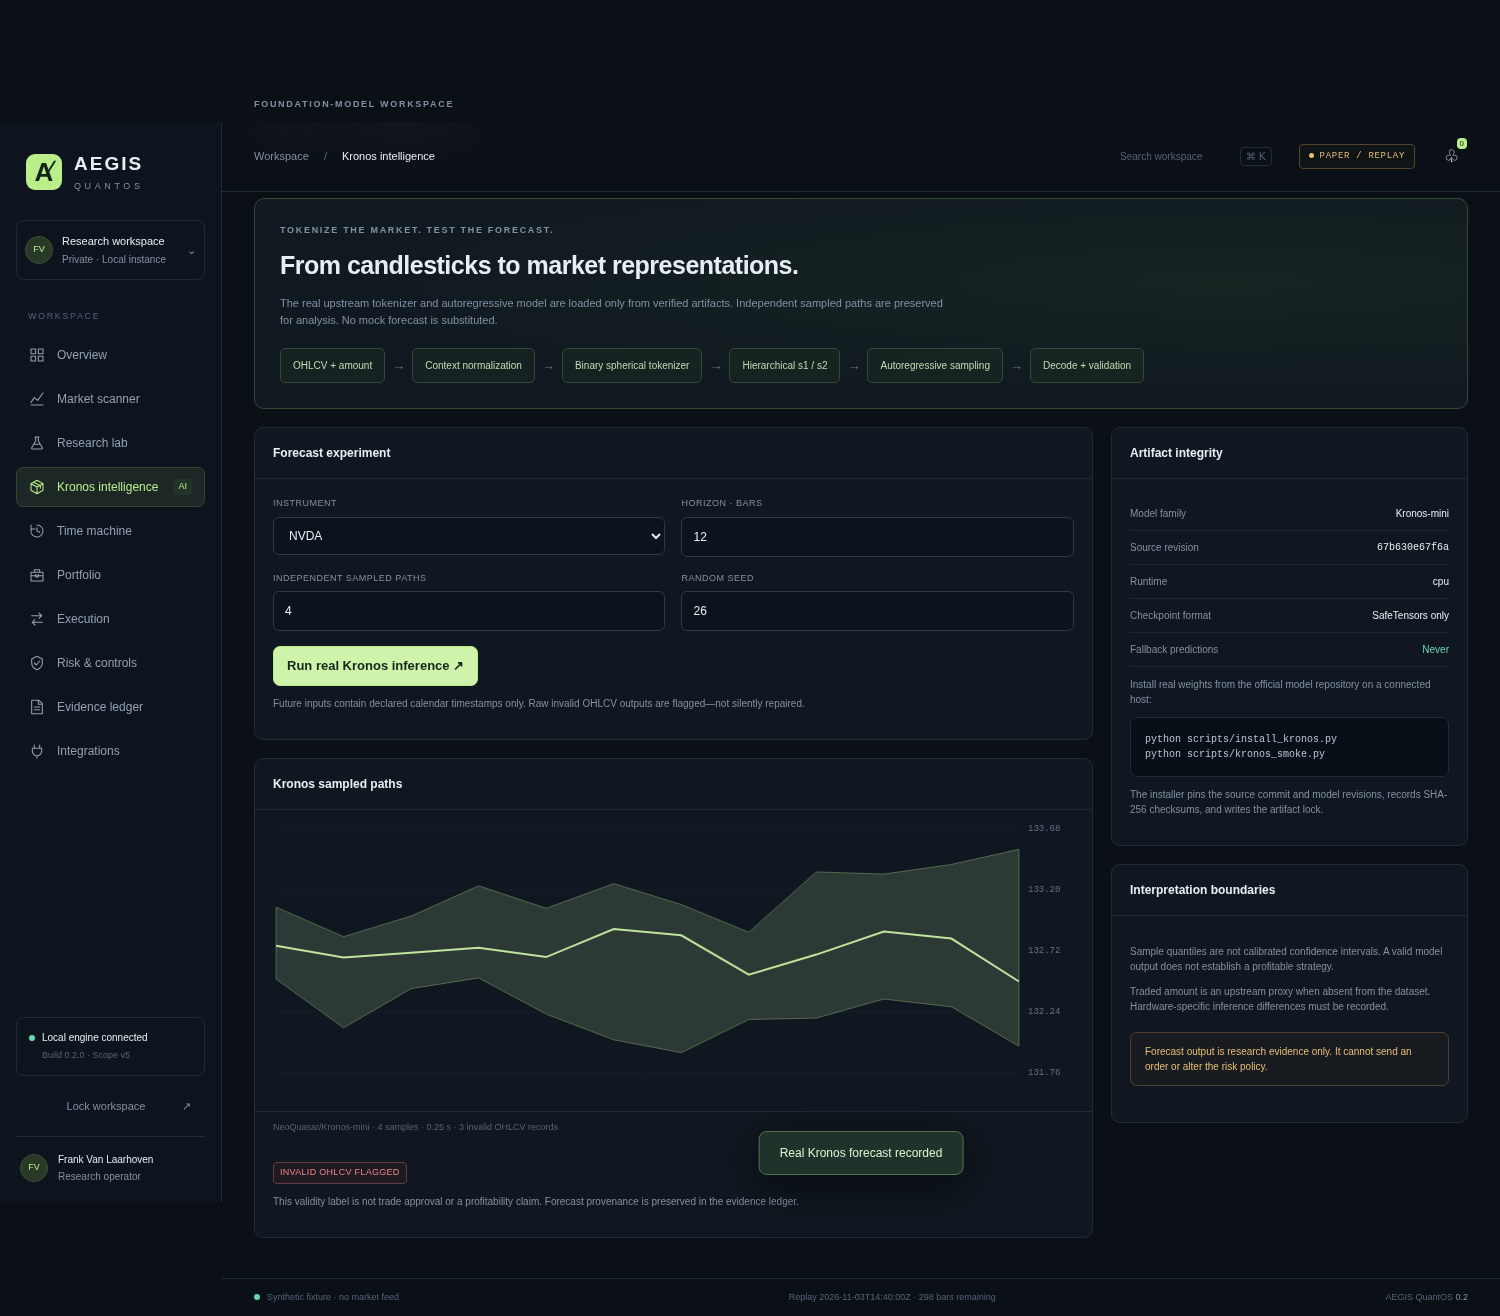 FOUNDATION-MODEL WORKSPACE
AEGIS
QUANTOS
Research workspace
FV
Private · Local instance
WORKSPACE
Overview
Market scanner
Research lab
Kronos intelligence AI
Time machine
Portfolio
Execution
Risk & controls
Evidence ledger
Integrations
Local engine connected
Build 0.2.0 · Scope v5
Lock workspace ↗
FV
Frank Van Laarhoven
Research operator
Workspace / Kronos intelligence
Search workspace ⌘ K PAPER / REPLAY 0
TOKENIZE THE MARKET. TEST THE FORECAST.
From candlesticks to market representations.
The real upstream tokenizer and autoregressive model are loaded only from verified artifacts. Independent sampled paths are preserved
for analysis. No mock forecast is substituted.
OHLCV + amount → Context normalization → Binary spherical tokenizer → Hierarchical s1 / s2 → Autoregressive sampling → Decode + validation
Forecast experiment
INSTRUMENT
NVDA
HORIZON · BARS
12
INDEPENDENT SAMPLED PATHS
4
RANDOM SEED
26
Run real Kronos inference ↗
Future inputs contain declared calendar timestamps only. Raw invalid OHLCV outputs are flagged—not silently repaired.
Kronos sampled paths
133.68
133.20
132.72
132.24
131.76
NeoQuasar/Kronos-mini · 4 samples · 0.25 s · 3 invalid OHLCV records
INVALID OHLCV FLAGGED
This validity label is not trade approval or a profitability claim. Forecast provenance is preserved in the evidence ledger.
Real Kronos forecast recorded
Artifact integrity
Model family Kronos-mini
Source revision 67b630e67f6a
Runtime cpu
Checkpoint format SafeTensors only
Fallback predictions Never
Install real weights from the official model repository on a connected
host:
python scripts/install_kronos.py
python scripts/kronos_smoke.py
The installer pins the source commit and model revisions, records SHA-
256 checksums, and writes the artifact lock.
Interpretation boundaries
Sample quantiles are not calibrated confidence intervals. A valid model
output does not establish a profitable strategy.
Traded amount is an upstream proxy when absent from the dataset.
Hardware-specific inference differences must be recorded.
Forecast output is research evidence only. It cannot send an
order or alter the risk policy.
Synthetic fixture · no market feed
Replay 2026-11-03T14:40:00Z · 298 bars remaining
AEGIS QuantOS 0.2